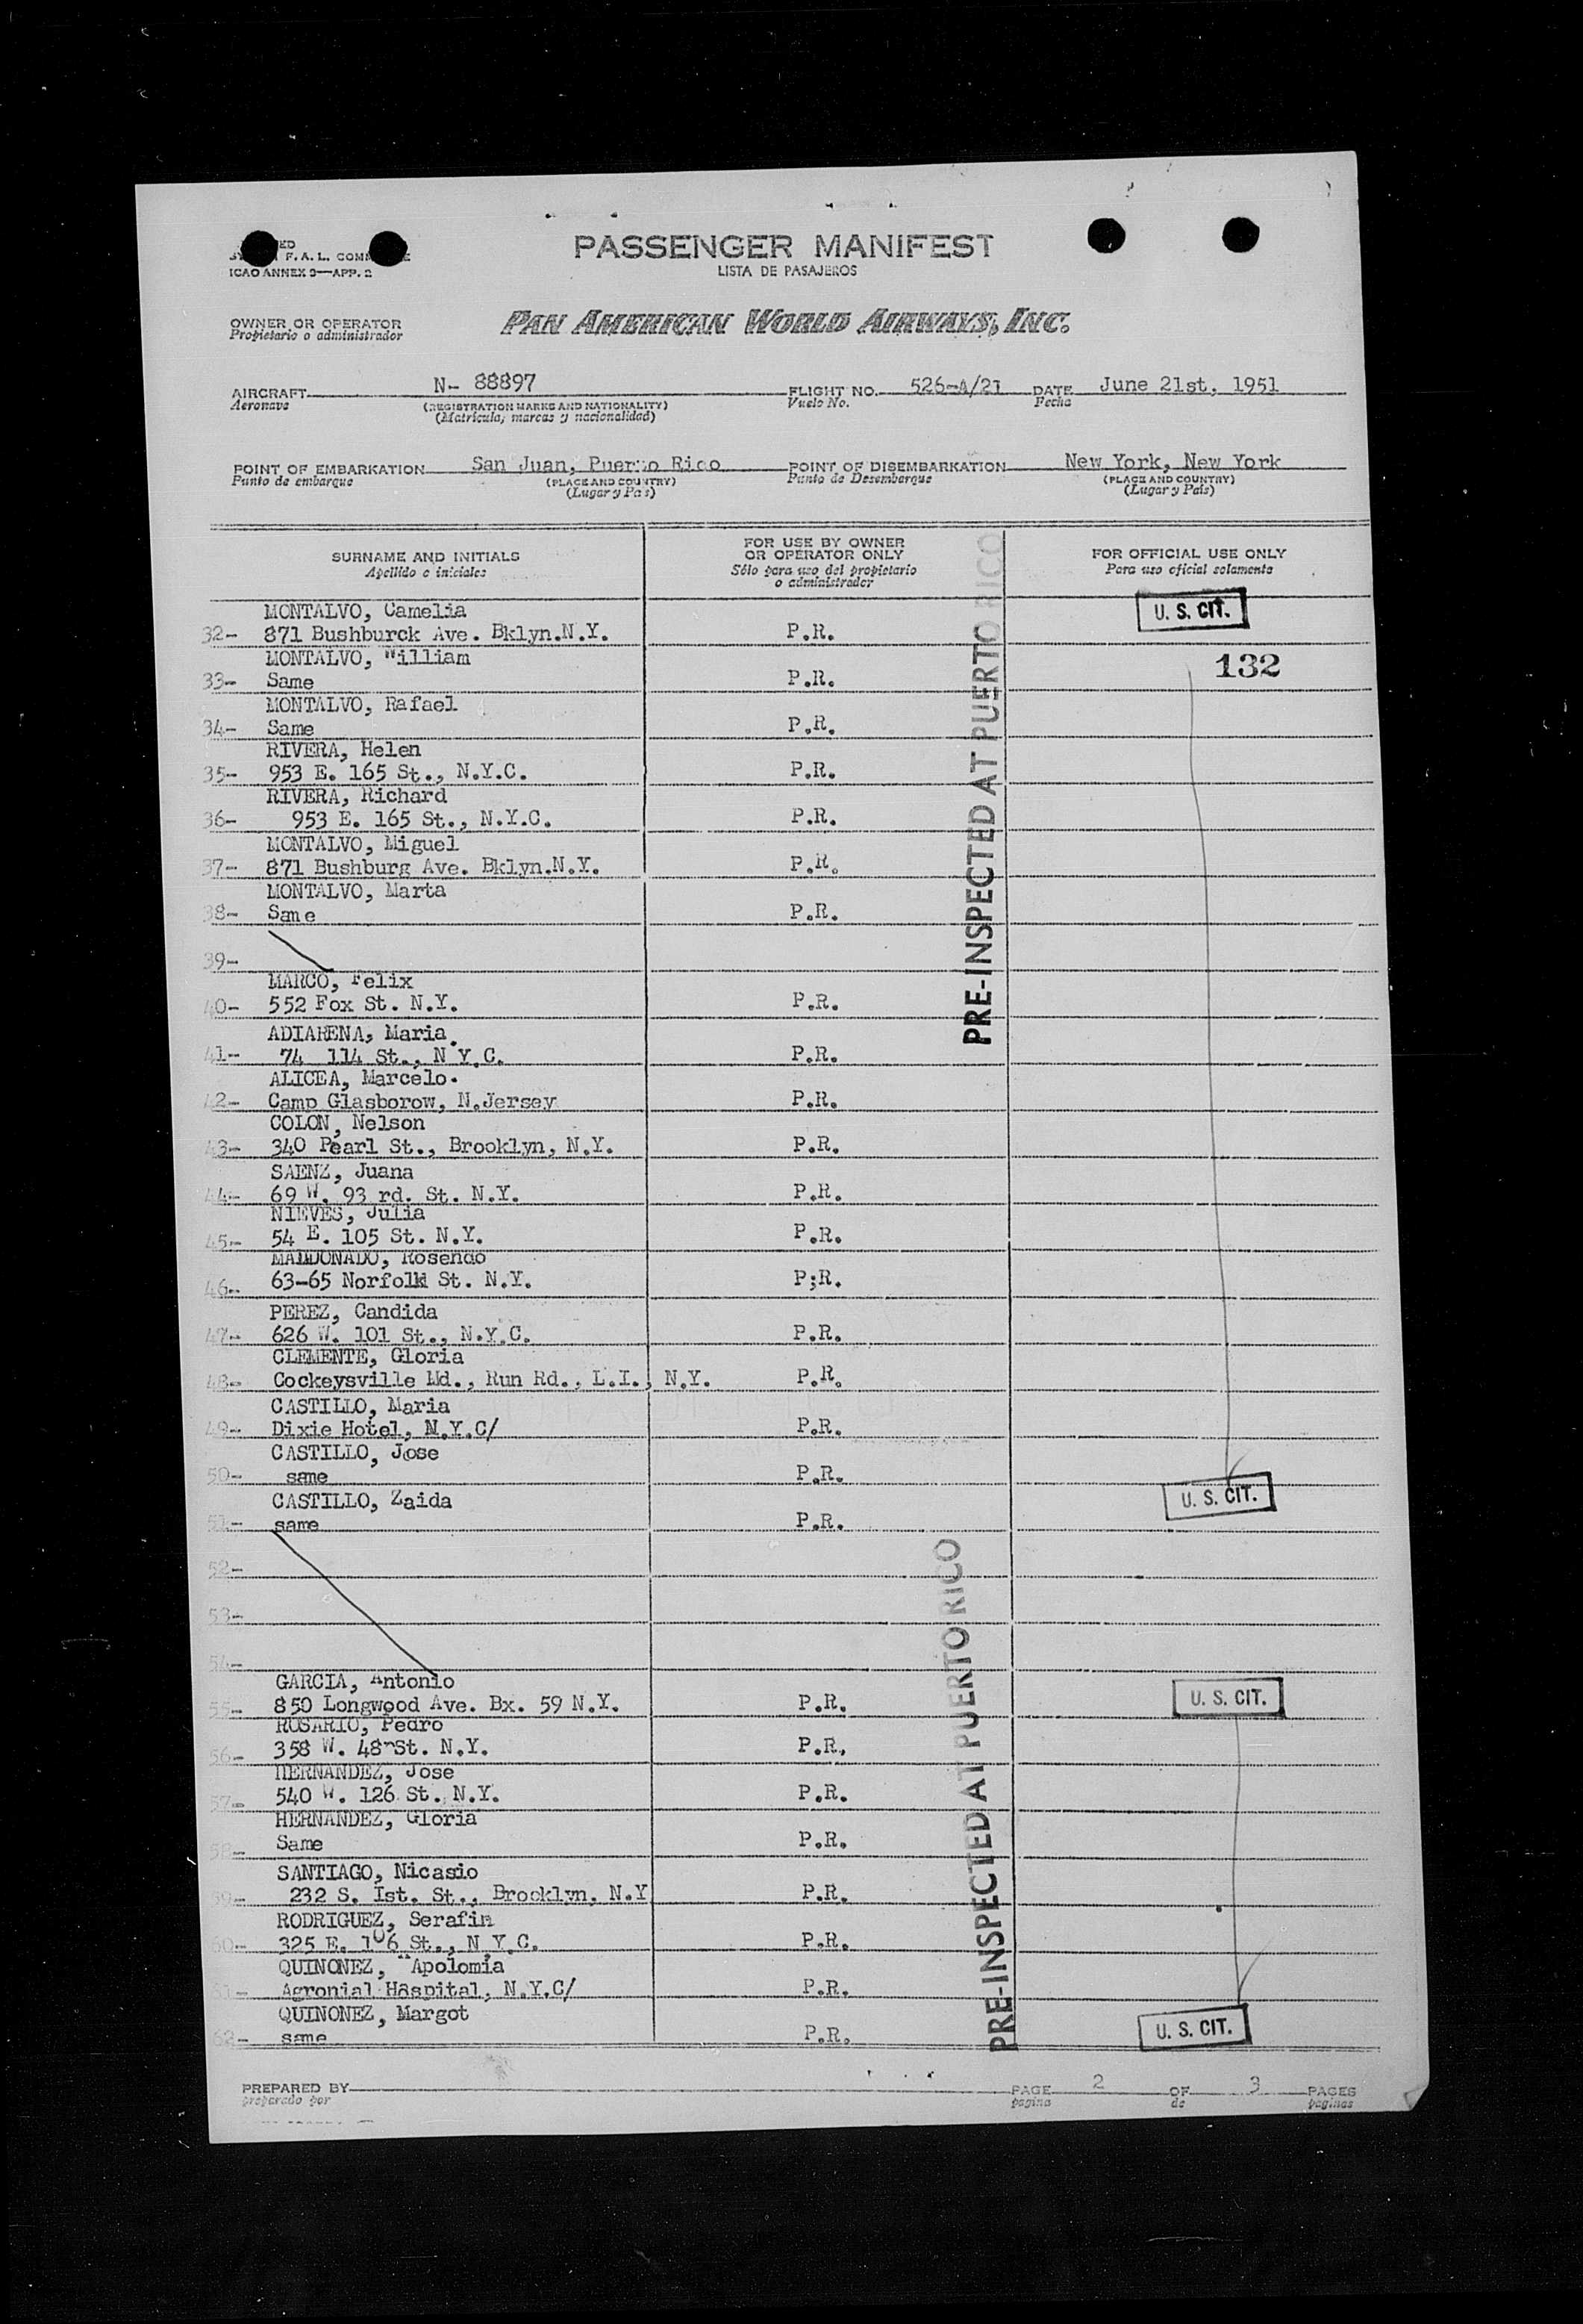 F. A. L.
ICAO ANNEX 9—APP. 2
PASSENGER MANIFEST
LISTA DE PASAJEROS
OWNER OR OPERATOR
Propietario o administrador
PAN AMERICAN WORLD AIRWAYS, INC.
AIRCRAFT N- 88897 FLIGHT NO. 526-A/21 DATE June 21st, 1951
Aeronave (REGISTRATION MARKS AND NATIONALITY) Vuelo No. Fecha
(Matricula, marcas y nacionalidad)
POINT OF EMBARKATION San Juan, Puerto Rico POINT OF DISEMBARKATION New York, New York
Punto de embarque (PLACE AND COUNTRY) Punto de Desembarque (PLACE AND COUNTRY)
(Lugar y Pais) (Lugar y País)
SURNAME AND INITIALS
Apellido e iniciales
FOR USE BY OWNER
OR OPERATOR ONLY
Sólo para uso del propietario
o administrador
FOR OFFICIAL USE ONLY
Para uso oficial solamente
MONTALVO, Camelia U. S. CIT.
32- 871 Bushburck Ave. Bklyn.N.Y. P.R.
MONTALVO, William 132
33- Same P.R.
MONTALVO, Rafael
34- Same P.R.
RIVERA, Helen
35- 953 E. 165 St., N.Y.C. P.R.
RIVERA, Richard
36- 953 E. 165 St., N.Y.C. P.R.
MONTALVO, Miguel
37- 871 Bushburg Ave. Bklyn.N.Y. P.R.
MONTALVO, Marta
38- Same P.R.
39-
MARCO, Felix
40- 552 Fox St. N.Y. P.R.
PRE-INSPECTED AT PUERTO RICO
ADIARENA, Maria.
41- 74 114 St., N Y.C. P.R.
ALICEA, Marcelo.
42- Camp Glasborow, N.Jersey P.R.
COLON, Nelson
43- 340 Pearl St., Brooklyn, N.Y. P.R.
SAENZ, Juana
44- 69 W. 93 rd. St. N.Y. P.R.
NIEVES, Julia
45- 54 E. 105 St. N.Y. P.R.
MALDONADO, Rosendo
46- 63-65 Norfolk St. N.Y. P;R.
PEREZ, Candida
47- 626 W. 101 St., N.Y.C. P.R.
CLEMENTE, Gloria
48- Cockeysville Md., Run Rd., L.I., N.Y. P.R.
CASTILLO, Maria
49- Dixie Hotel, N.Y.C/ P.R.
CASTILLO, Jose
50- same P.R.
CASTILLO, Zaida U. S. CIT.
51- same P.R.
52-
53-
54-
GARCIA, Antonio
55- 850 Longwood Ave. Bx. 59 N.Y. P.R. U. S. CIT.
ROSARIO, Pedro
56- 358 W. 48 St. N.Y. P.R.
HERNANDEZ, Jose
57- 540 W. 126 St. N.Y. P.R.
HERNANDEZ, Gloria
58- Same P.R.
SANTIAGO, Nicasio
59- 232 S. Ist. St., Brooklyn, N.Y P.R.
RODRIGUEZ, Serafin
60- 325 E. 106 St., N.Y.C. P.R.
QUINONEZ, Apolomia
61- Agronial Haspital, N.Y.C/ P.R.
QUINONEZ, Margot
62- same P.R. U. S. CIT.
PRE-INSPECTED AT PUERTO RICO
PREPARED BY PAGE 2 OF 3 PAGES
preparado por pagina de paginas